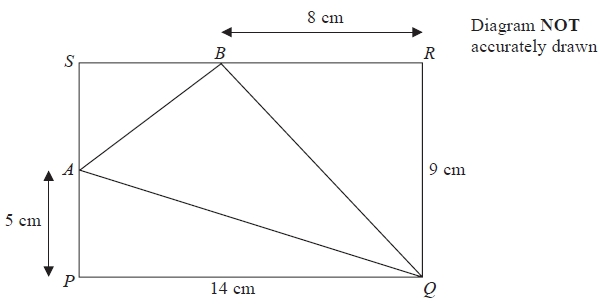 8 cm
Diagram NOT
accurately drawn
S
B
R
A
9 cm
5 cm
P
14 cm
Q